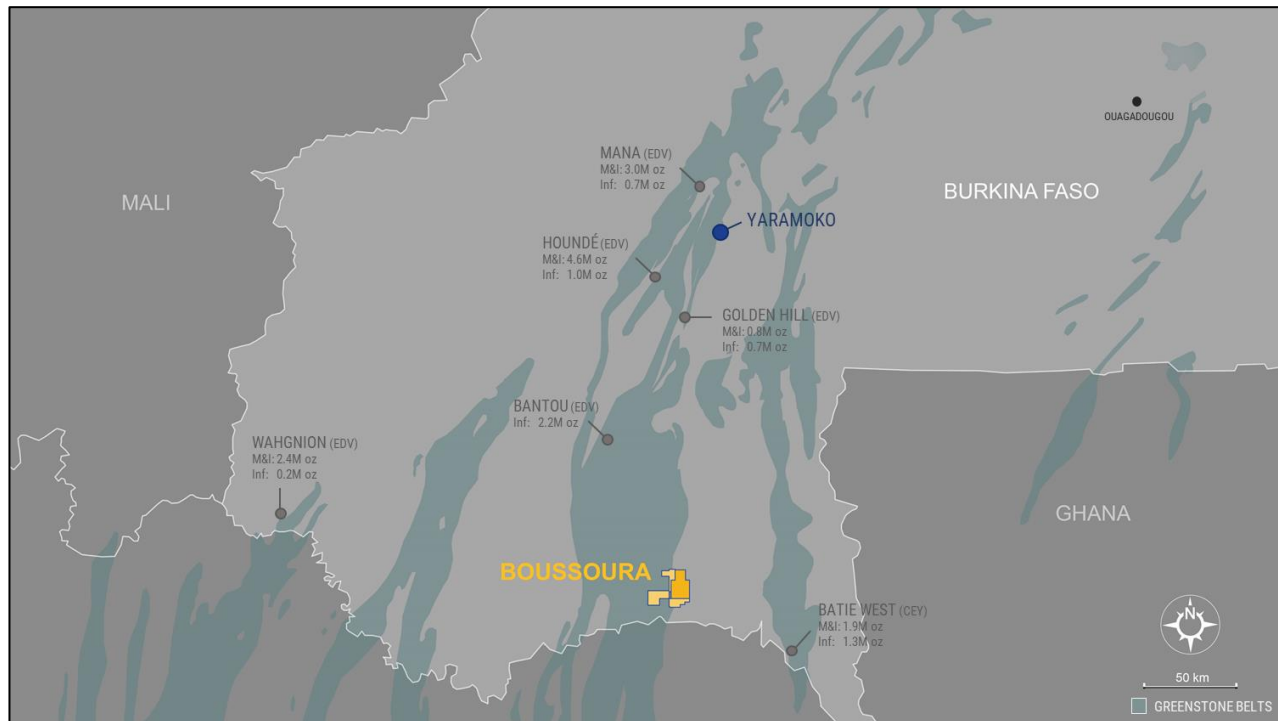 OUAGADOUGOU
MANA (EDV)
M&I: 3.0M oz
Inf: 0.7M oz
MALI
BURKINA FASO
YARAMOKO
HOUNDÉ (EDV)
M&I: 4.6M oz
Inf: 1.0M oz
GOLDEN HILL (EDV)
M&I: 0.8M oz
Inf: 0.7M oz
BANTOU (EDV)
Inf: 2.2M oz
WAHGNION (EDV)
M&I: 2.4M oz
Inf: 0.2M oz
GHANA
BOUSSOURA
BATIE WEST (CEY)
M&I: 1.9M oz
Inf: 1.3M oz
N
50 km
GREENSTONE BELTS